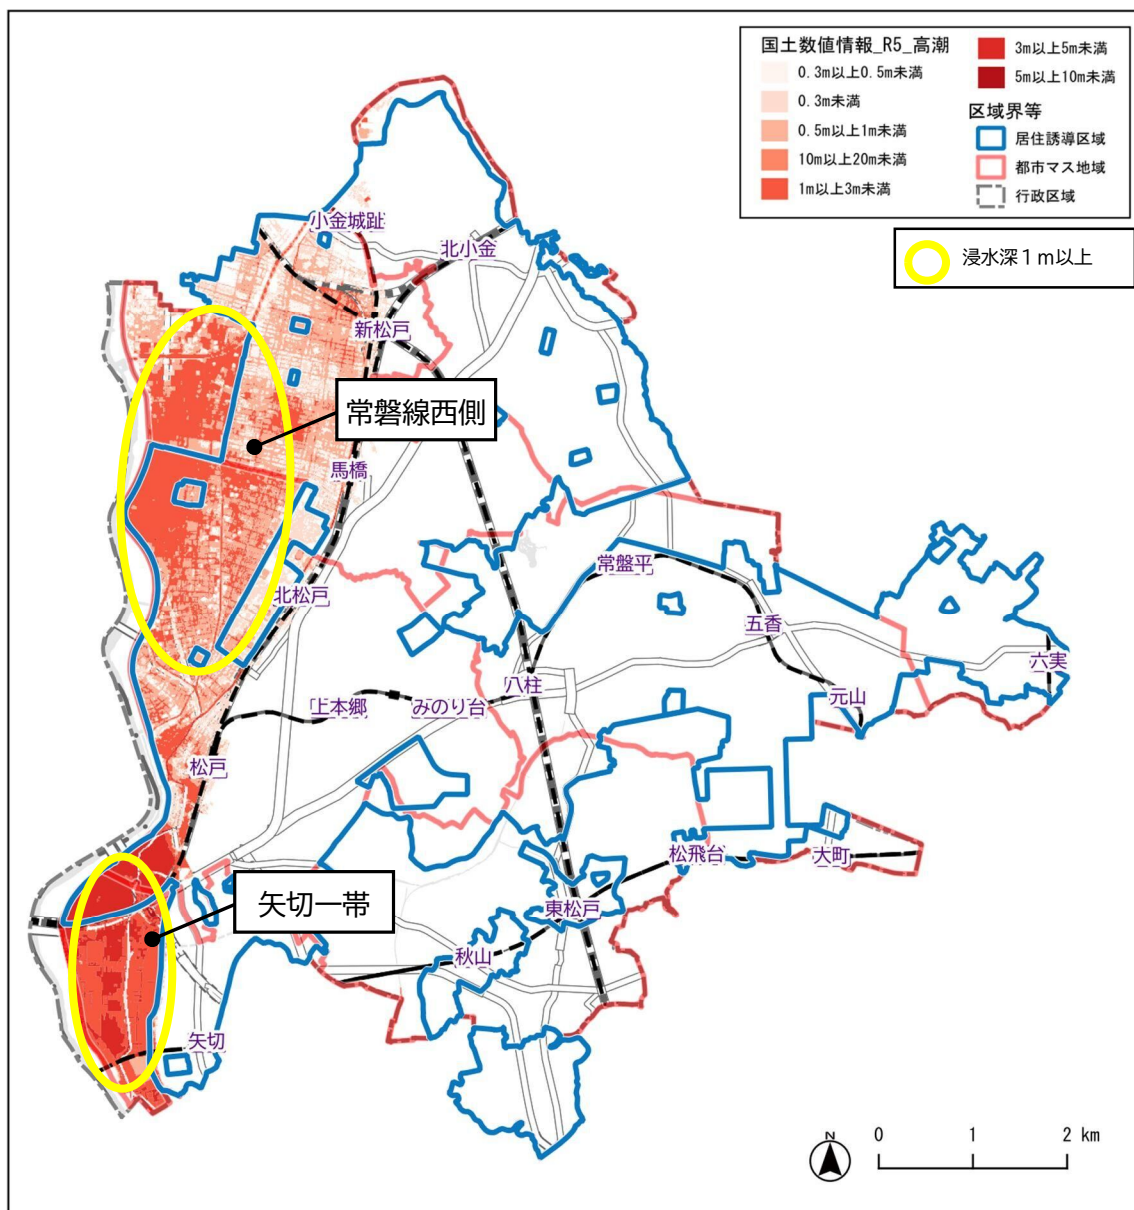 国土数値情報_R5_高潮
0.3m以上0.5m未満
0.3m未満
0.5m以上1m未満
10m以上20m未満
1m以上3m未満
3m以上5m未満
5m以上10m未満
区域界等
居住誘導区域
都市マス地域
行政区域
浸水深１ｍ以上
小金城趾
北小金
新松戸
常磐線西側
馬橋
北松戸
常盤平
五香
六実
元山
八柱
みのり台
上本郷
松戸
松飛台
大町
矢切一帯
東松戸
秋山
矢切
N
0 1 2 km